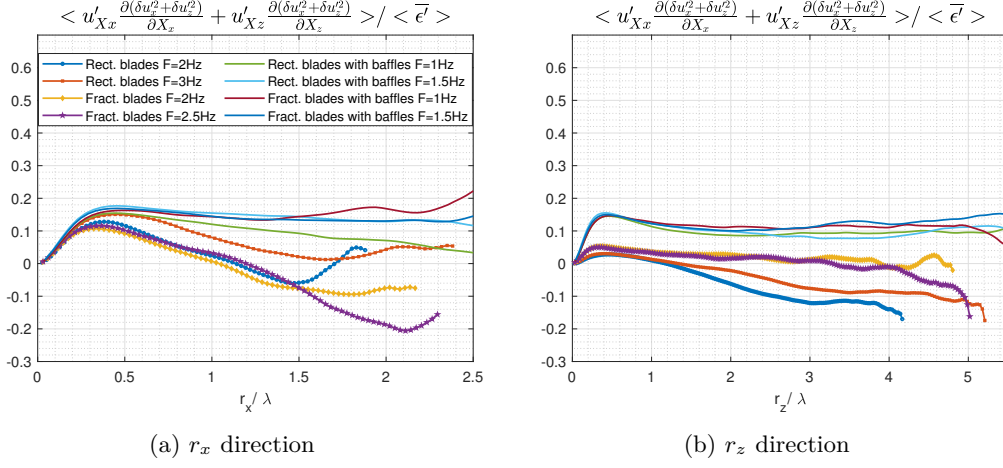 < u'_{Xx} ∂(δu'^2_x+δu'^2_z)/∂X_x + u'_{Xz} ∂(δu'^2_x+δu'^2_z)/∂X_z > / < \overline{ϵ'} >
0.6
0.5
0.4
0.3
0.2
0.1
0
-0.1
-0.2
-0.3
Rect. blades F=2Hz
Rect. blades F=3Hz
Fract. blades F=2Hz
Fract. blades F=2.5Hz
Rect. blades with baffles F=1Hz
Rect. blades with baffles F=1.5Hz
Fract. blades with baffles F=1Hz
Fract. blades with baffles F=1.5Hz
0 0.5 1 1.5 2 2.5
r_x/ λ
(a) r_x direction
< u'_{Xx} ∂(δu'^2_x+δu'^2_z)/∂X_x + u'_{Xz} ∂(δu'^2_x+δu'^2_z)/∂X_z > / < \overline{ϵ'} >
0.6
0.5
0.4
0.3
0.2
0.1
0
-0.1
-0.2
-0.3
0 1 2 3 4 5
r_z/ λ
(b) r_z direction